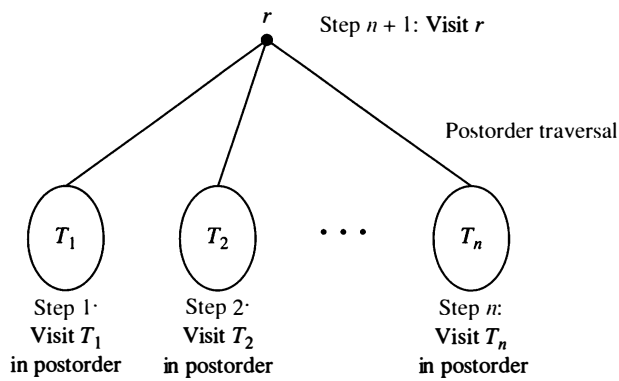 r
Step n + 1: Visit r
Postorder traversal
T1
T2
· · ·
Tn
Step 1·
Visit T1
in postorder
Step 2·
Visit T2
in postorder
Step n:
Visit Tn
in postorder